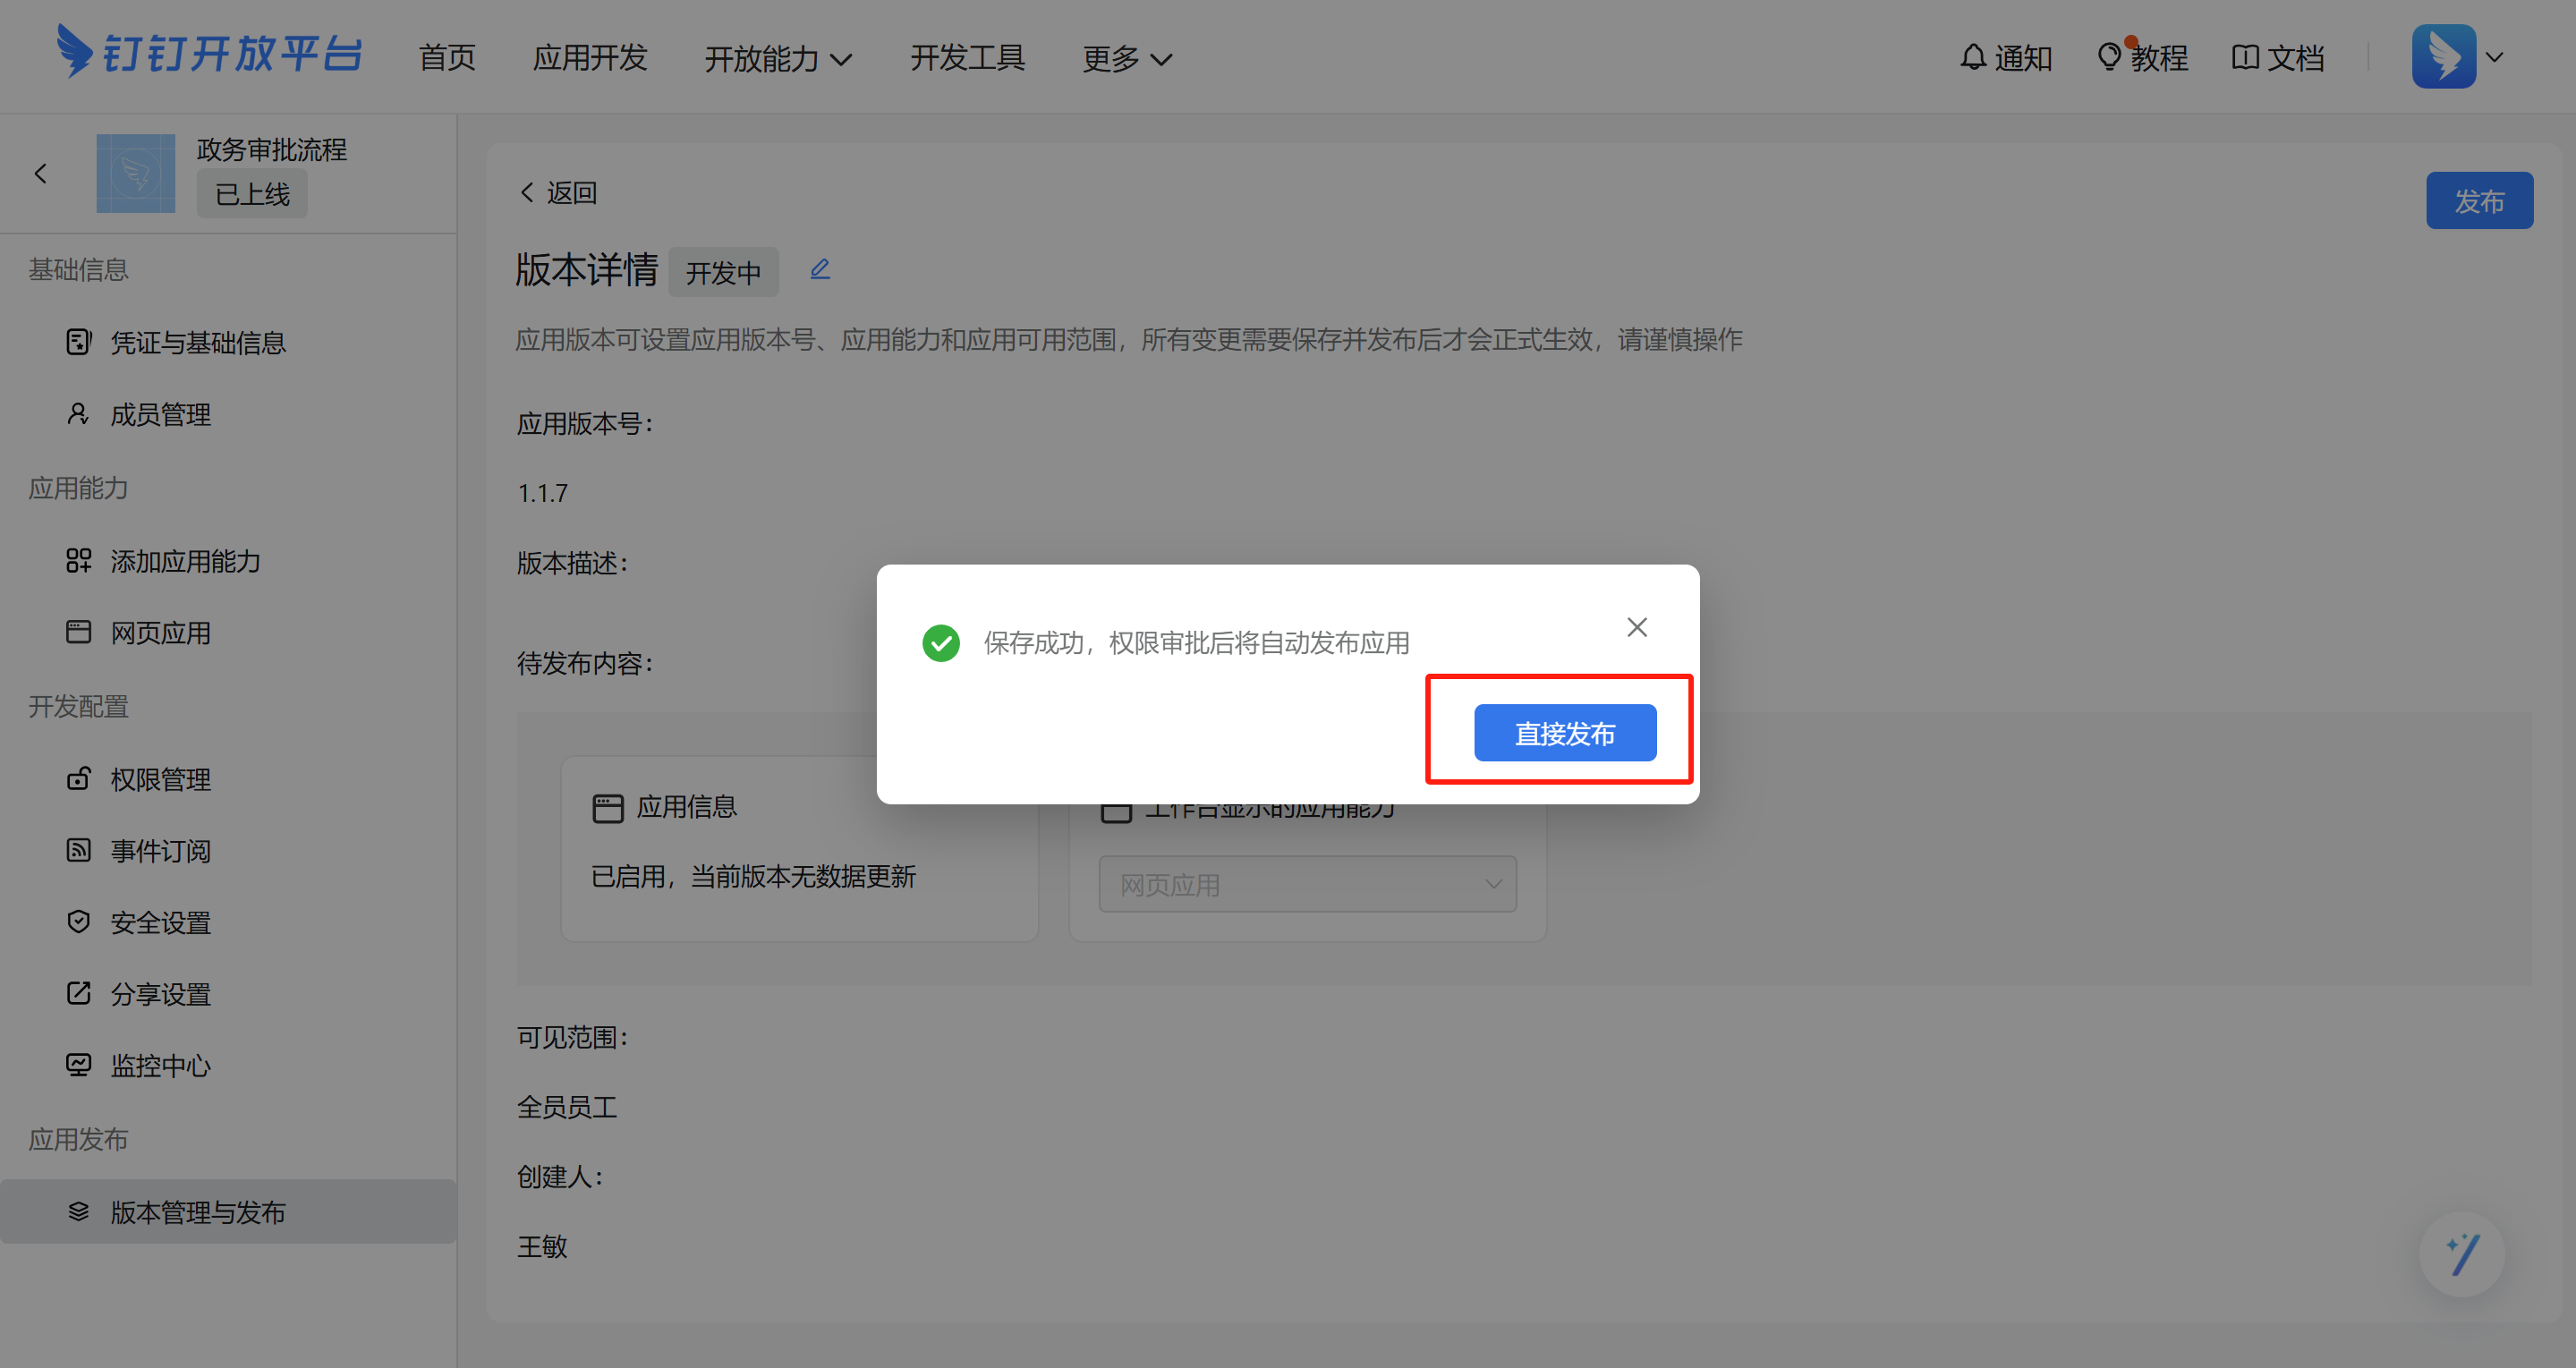 钉钉开放平台
首页
应用开发
开放能力
开发工具
更多
通知
教程
文档
政务审批流程
已上线
基础信息
凭证与基础信息
成员管理
应用能力
添加应用能力
网页应用
开发配置
权限管理
事件订阅
安全设置
分享设置
监控中心
应用发布
版本管理与发布
返回
发布
版本详情
开发中
应用版本可设置应用版本号、应用能力和应用可用范围，所有变更需要保存并发布后才会正式生效，请谨慎操作
应用版本号：
1.1.7
版本描述：
待发布内容：
保存成功，权限审批后将自动发布应用
直接发布
应用信息
已启用，当前版本无数据更新
工作台显示的应用能力
网页应用
可见范围：
全员员工
创建人：
王敏